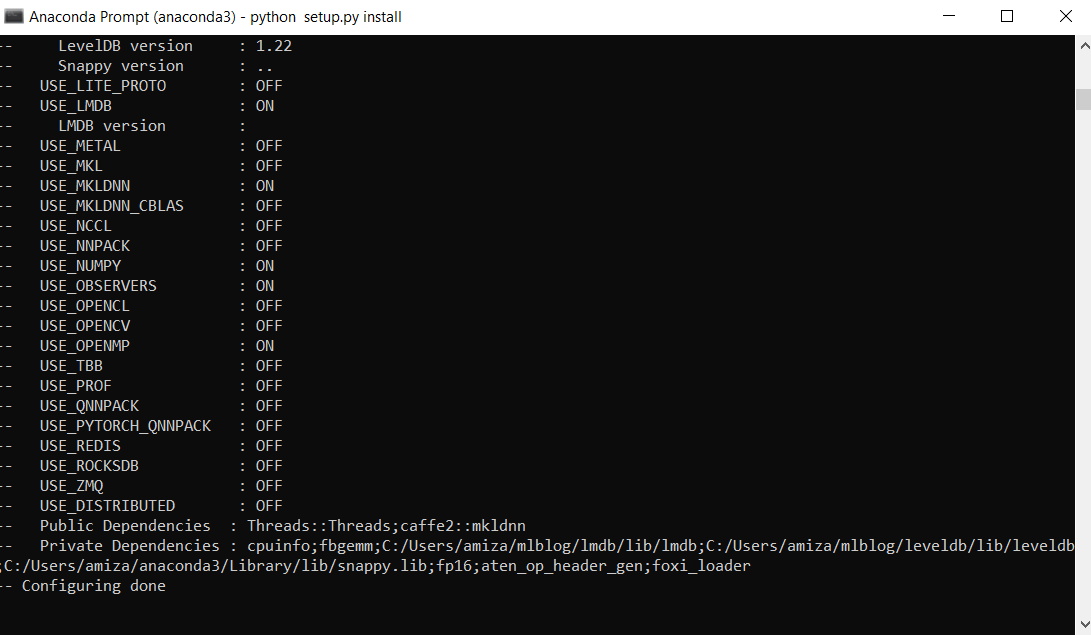 Anaconda Prompt (anaconda3) - python  setup.py install
--     LevelDB version     : 1.22
--     Snappy version      : ..
--   USE_LITE_PROTO        : OFF
--   USE_LMDB              : ON
--     LMDB version        :
--   USE_METAL             : OFF
--   USE_MKL               : OFF
--   USE_MKLDNN            : ON
--   USE_MKLDNN_CBLAS      : OFF
--   USE_NCCL              : OFF
--   USE_NNPACK            : OFF
--   USE_NUMPY             : ON
--   USE_OBSERVERS         : ON
--   USE_OPENCL            : OFF
--   USE_OPENCV            : OFF
--   USE_OPENMP            : ON
--   USE_TBB               : OFF
--   USE_PROF              : OFF
--   USE_QNNPACK           : OFF
--   USE_PYTORCH_QNNPACK   : OFF
--   USE_REDIS             : OFF
--   USE_ROCKSDB           : OFF
--   USE_ZMQ               : OFF
--   USE_DISTRIBUTED       : OFF
--   Public Dependencies  : Threads::Threads;caffe2::mkldnn
--   Private Dependencies : cpuinfo;fbgemm;C:/Users/amiza/mlblog/lmdb/lib/lmdb;C:/Users/amiza/mlblog/leveldb/lib/leveldb
;C:/Users/amiza/anaconda3/Library/lib/snappy.lib;fp16;aten_op_header_gen;foxi_loader
-- Configuring done